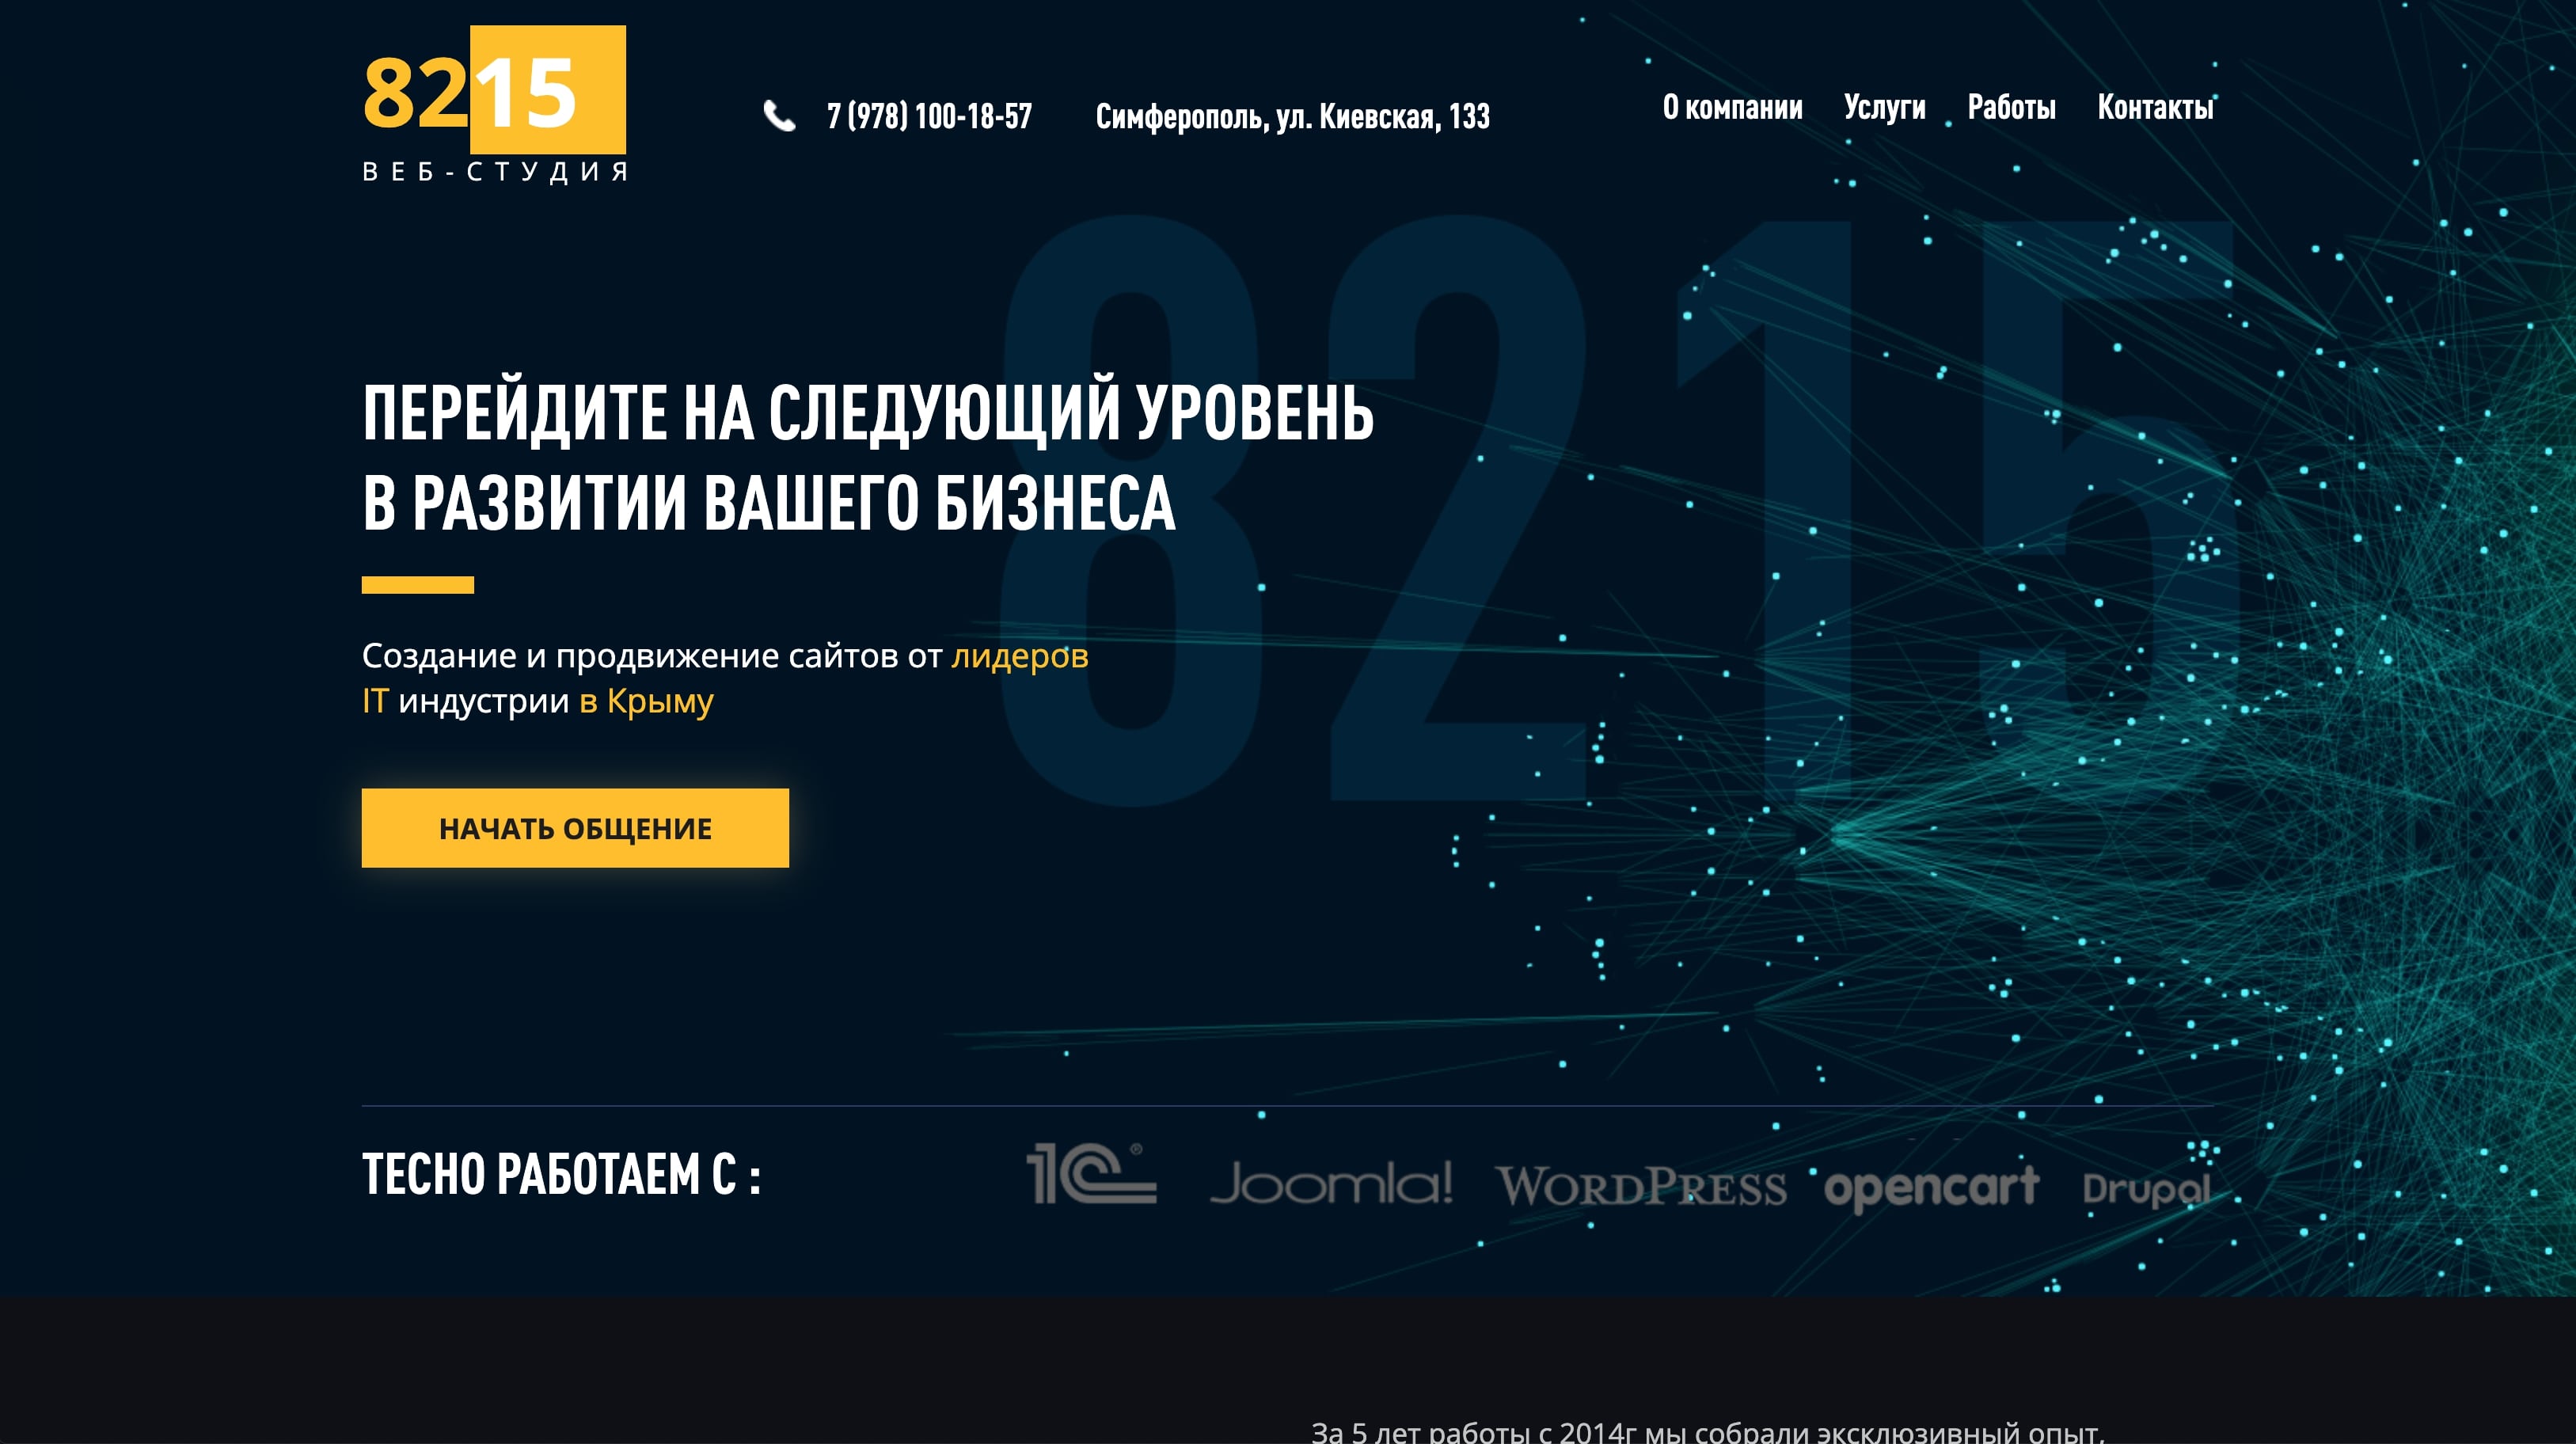 8215
ВЕБ-СТУДИЯ
7 (978) 100-18-57
Симферополь, ул. Киевская, 133
О компании Услуги Работы Контакты
8215
ПЕРЕЙДИТЕ НА СЛЕДУЮЩИЙ УРОВЕНЬ
В РАЗВИТИИ ВАШЕГО БИЗНЕСА
Создание и продвижение сайтов от лидеров
IT индустрии в Крыму
НАЧАТЬ ОБЩЕНИЕ
ТЕСНО РАБОТАЕМ С :
1С® Joomla! WORDPRESS opencart Drupal
За 5 лет работы с 2014г мы собрали эксклюзивный опыт,